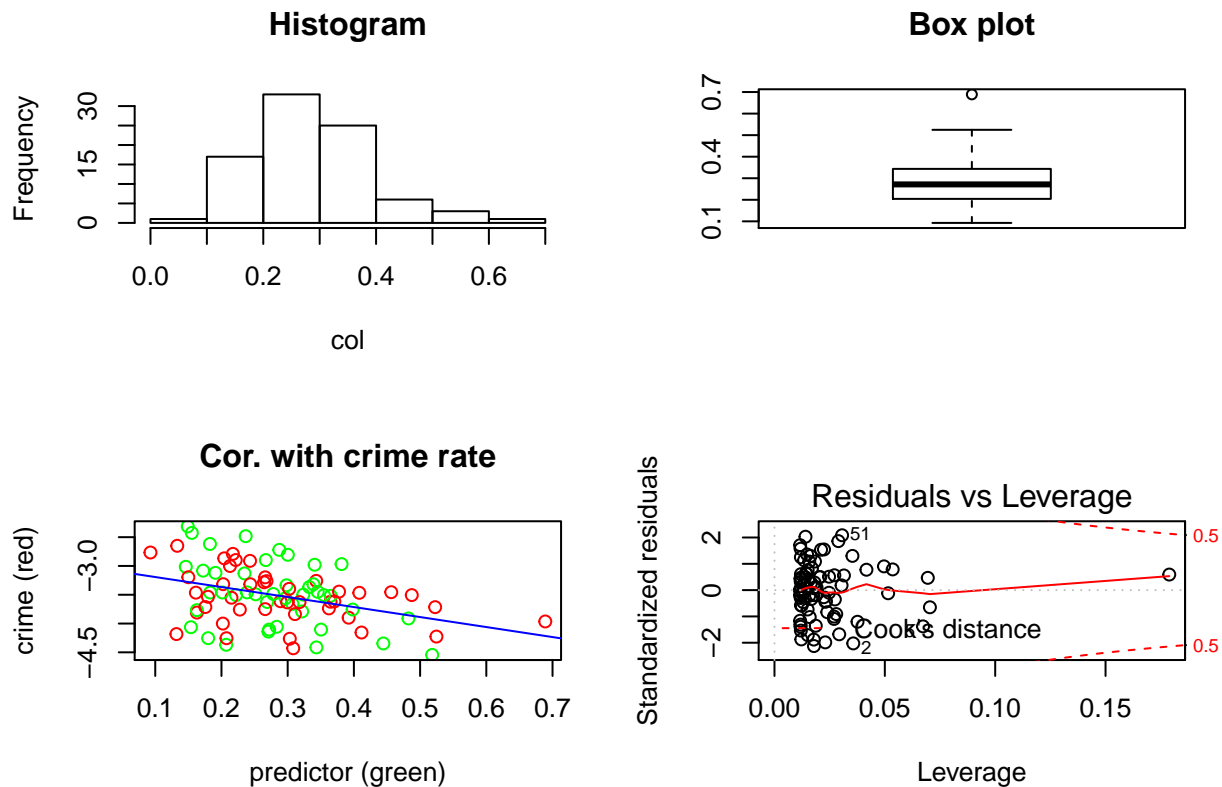 Histogram
Frequency
0
15
30
0.0 0.2 0.4 0.6
col
Box plot
0.1
0.4
0.7
Cor. with crime rate
crime (red)
−4.5
−3.0
0.1 0.2 0.3 0.4 0.5 0.6 0.7
predictor (green)
Residuals vs Leverage
Standardized residuals
−2
0
2
0.00 0.05 0.10 0.15
Leverage
Cook's distance
51
2
0.5
0.5